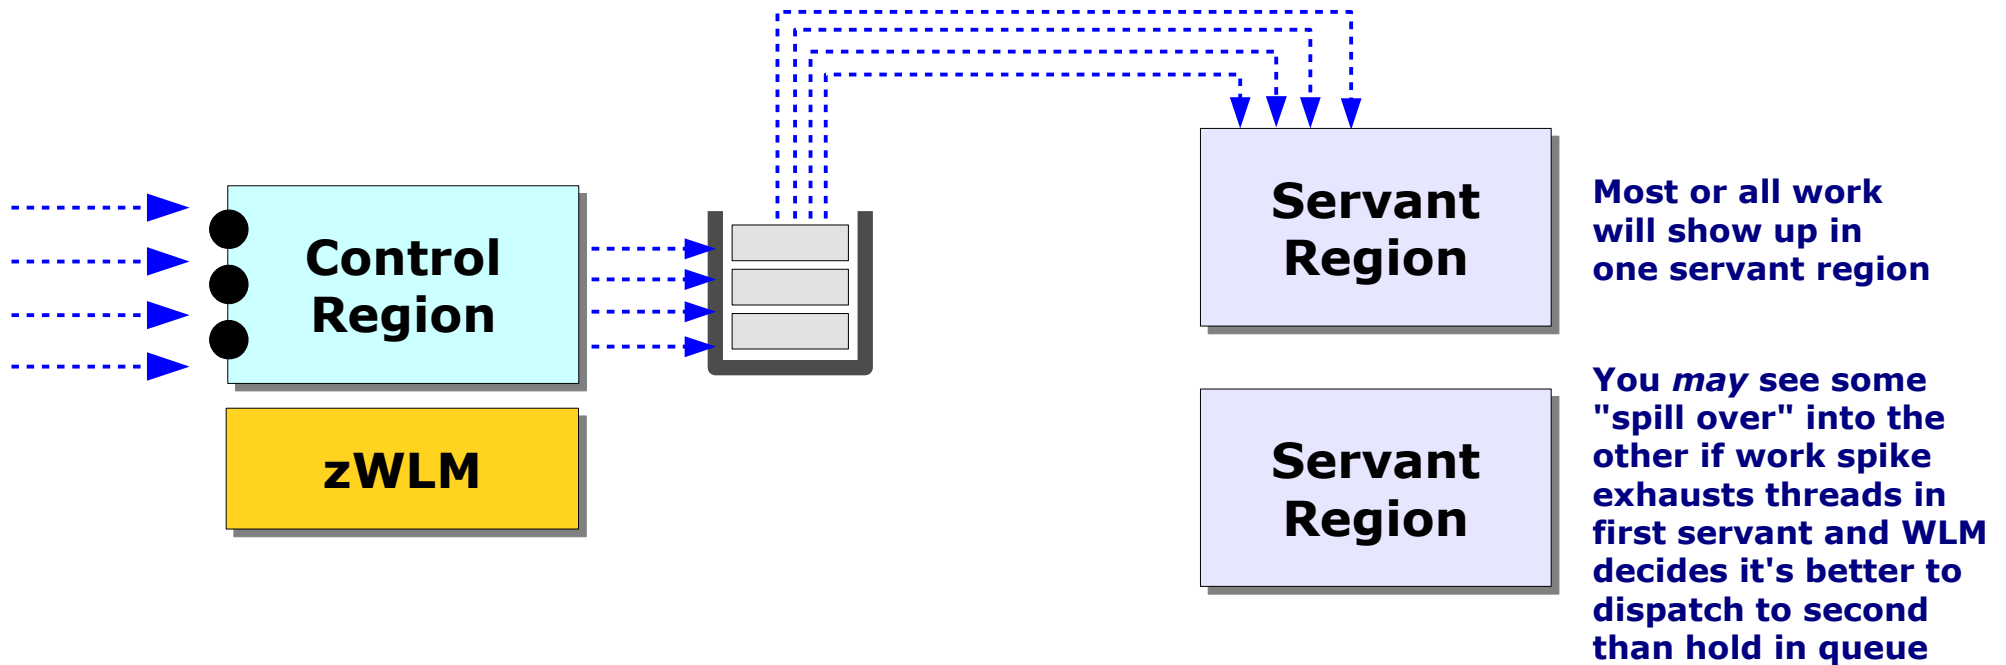 Control
Region
zWLM
Servant
Region
Most or all work
will show up in
one servant region
Servant
Region
You may see some
"spill over" into the
other if work spike
exhausts threads in
first servant and WLM
decides it's better to
dispatch to second
than hold in queue